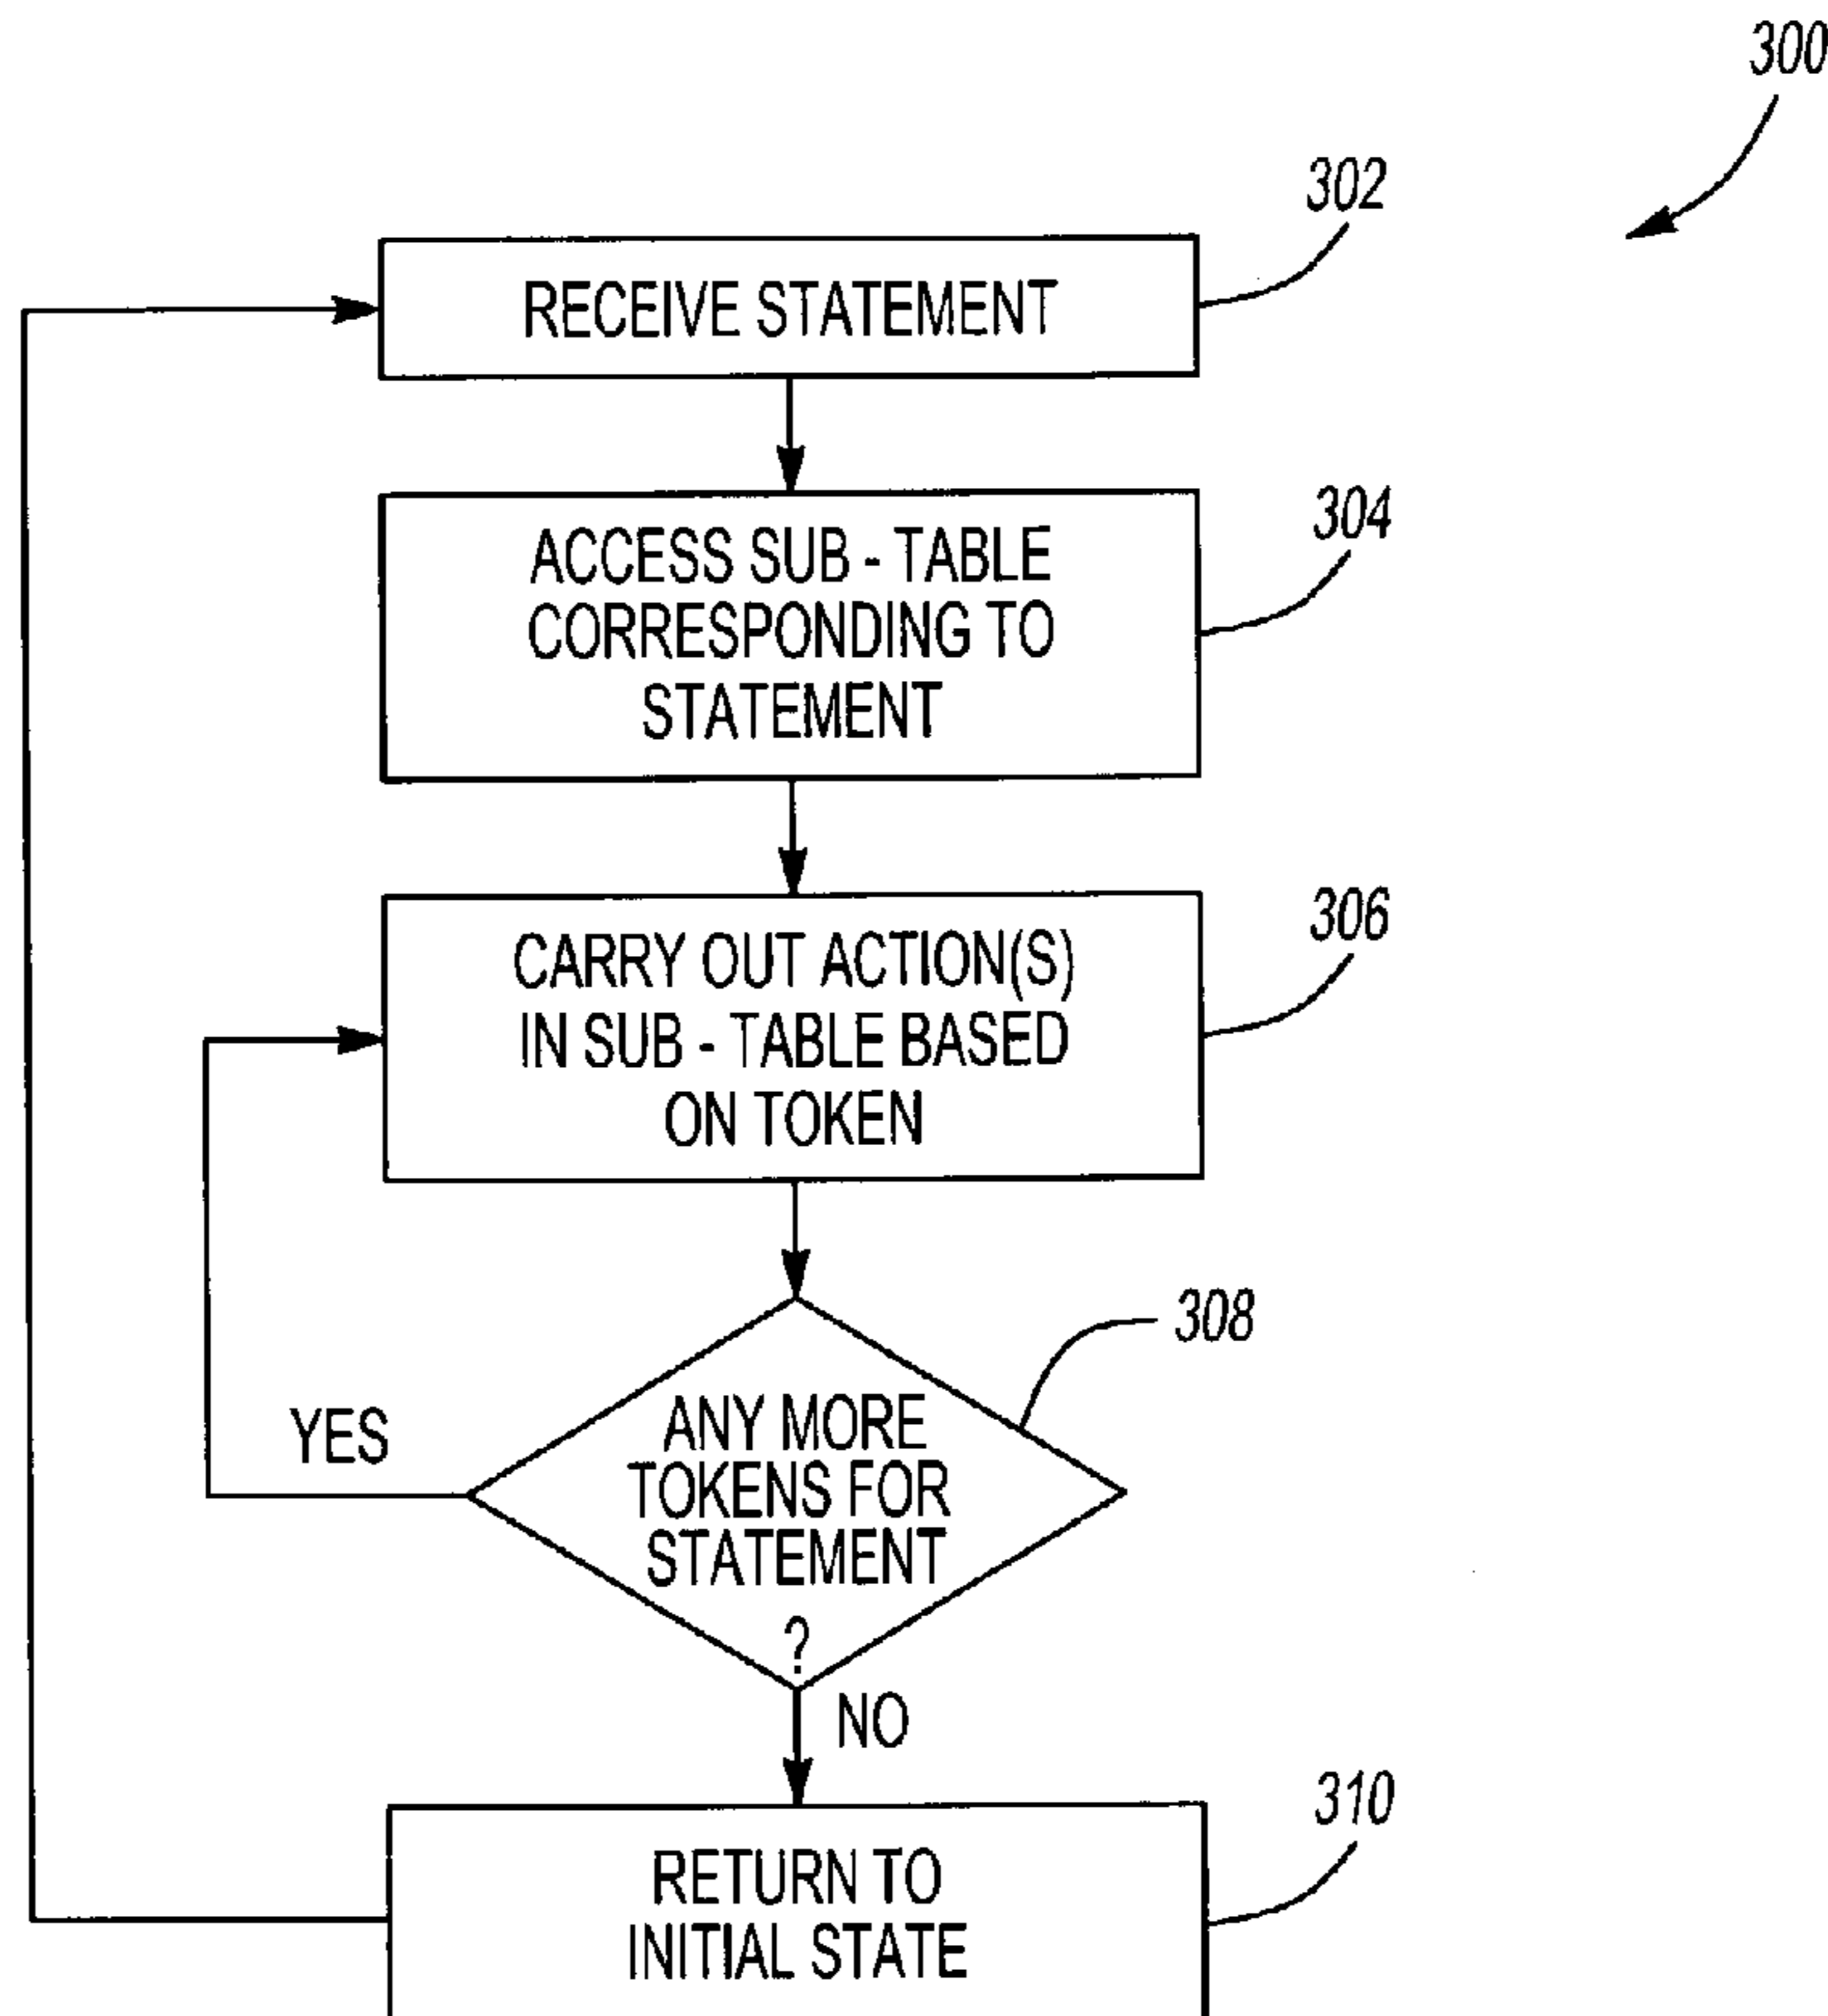 300
302
RECEIVE STATEMENT
304
ACCESS SUB - TABLE
CORRESPONDING TO
STATEMENT
306
CARRY OUT ACTION(S)
IN SUB - TABLE BASED
ON TOKEN
308
ANY MORE
TOKENS FOR
STATEMENT
?
YES
NO
310
RETURN TO
INITIAL STATE